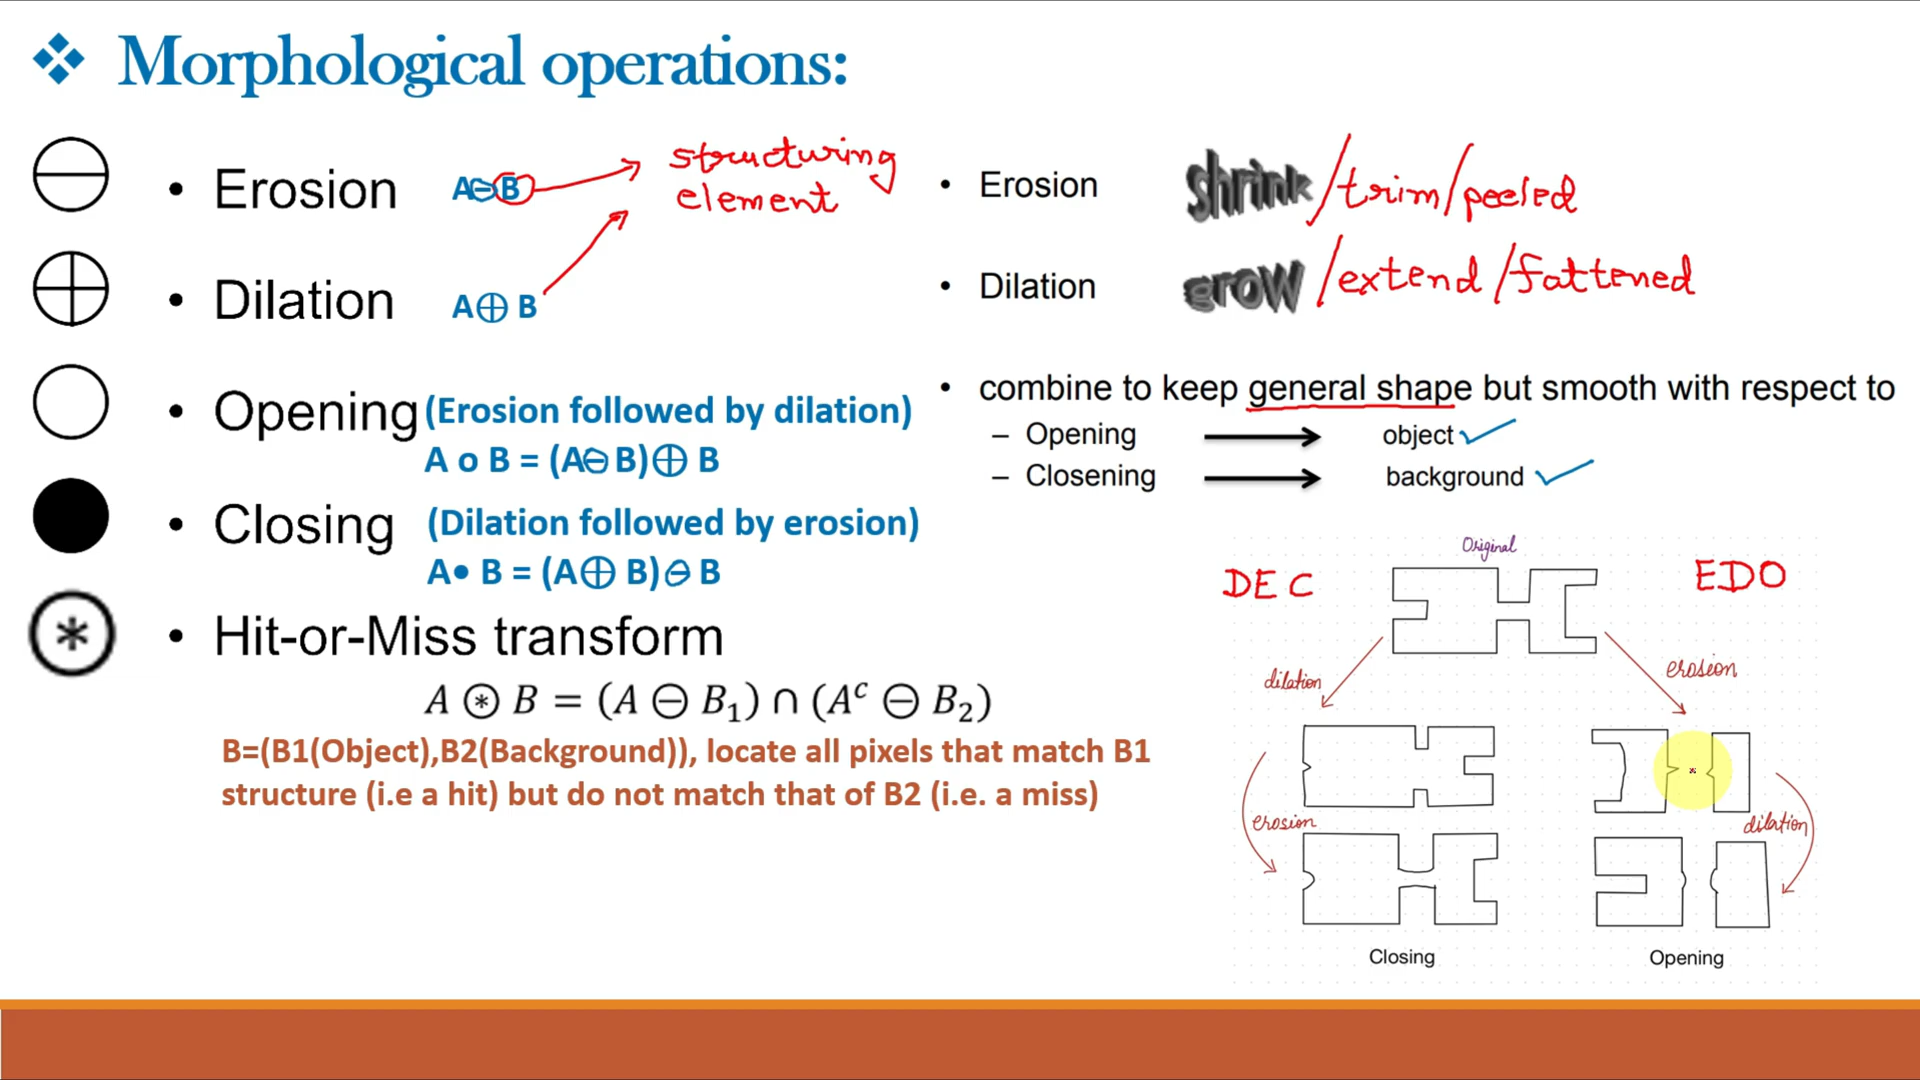 ❖ Morphological operations:
• Erosion A⊖B
structuring
element
• Dilation A⊕ B
• Opening (Erosion followed by dilation)
A o B = (A⊖ B)⊕ B
• Closing (Dilation followed by erosion)
A• B = (A⊕ B)⊖ B
• Hit-or-Miss transform
A ⊛ B = (A ⊖ B₁) ∩ (Aᶜ ⊖ B₂)
B=(B1(Object),B2(Background)), locate all pixels that match B1
structure (i.e a hit) but do not match that of B2 (i.e. a miss)
• Erosion shrink/trim/peeled
• Dilation grow/extend/fattened
• combine to keep general shape but smooth with respect to
– Opening object
– Closening background
Original
DEC EDO
dilation erosion
erosion dilation
Closing Opening